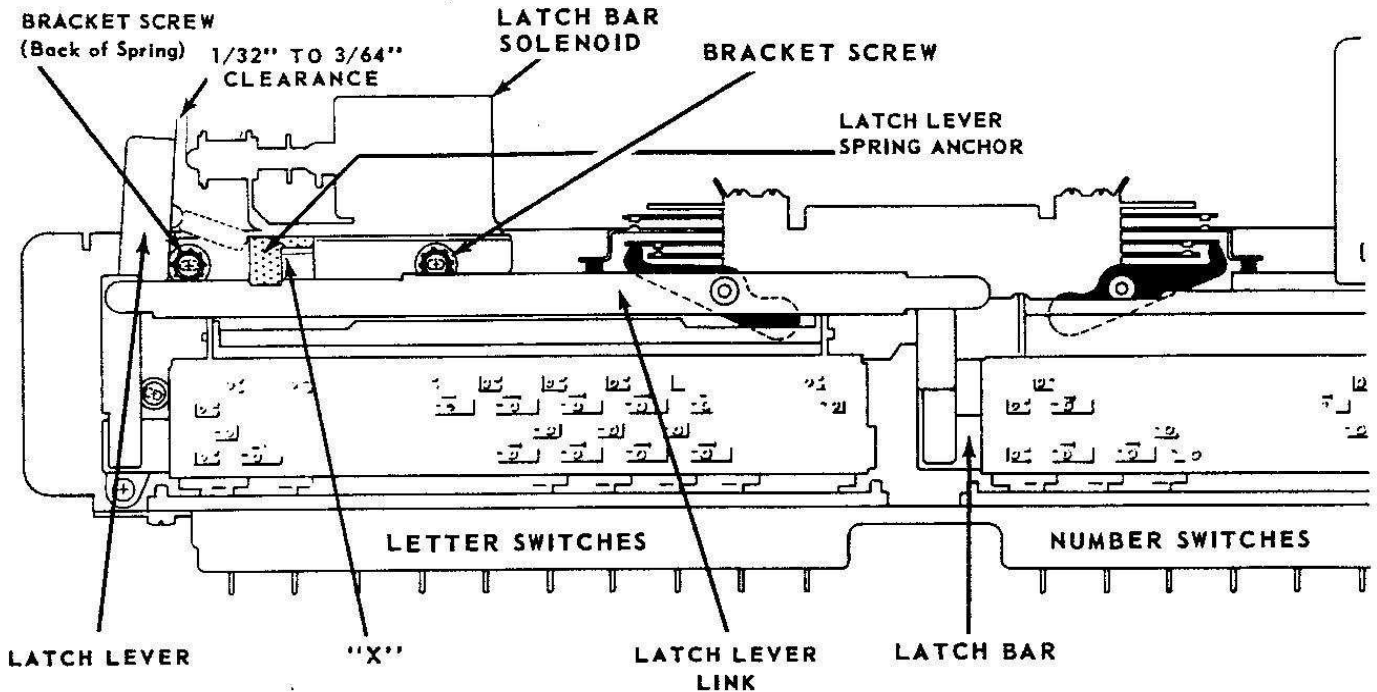 BRACKET SCREW
(Back of Spring)
1/32" TO 3/64"
CLEARANCE
LATCH BAR
SOLENOID
BRACKET SCREW
LATCH LEVER
SPRING ANCHOR
LETTER SWITCHES
NUMBER SWITCHES
LATCH LEVER
"X"
LATCH LEVER
LINK
LATCH BAR